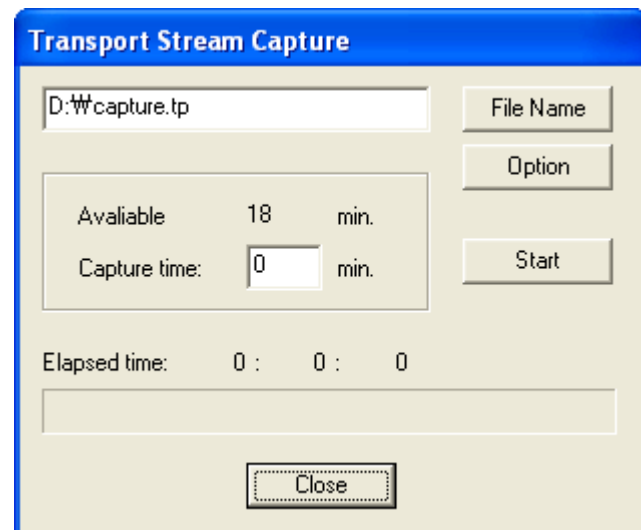 Transport Stream Capture
D:₩capture.tp
File Name
Option
Avaliable 18 min.
Capture time: 0 min.
Start
Elapsed time: 0 : 0 : 0
Close